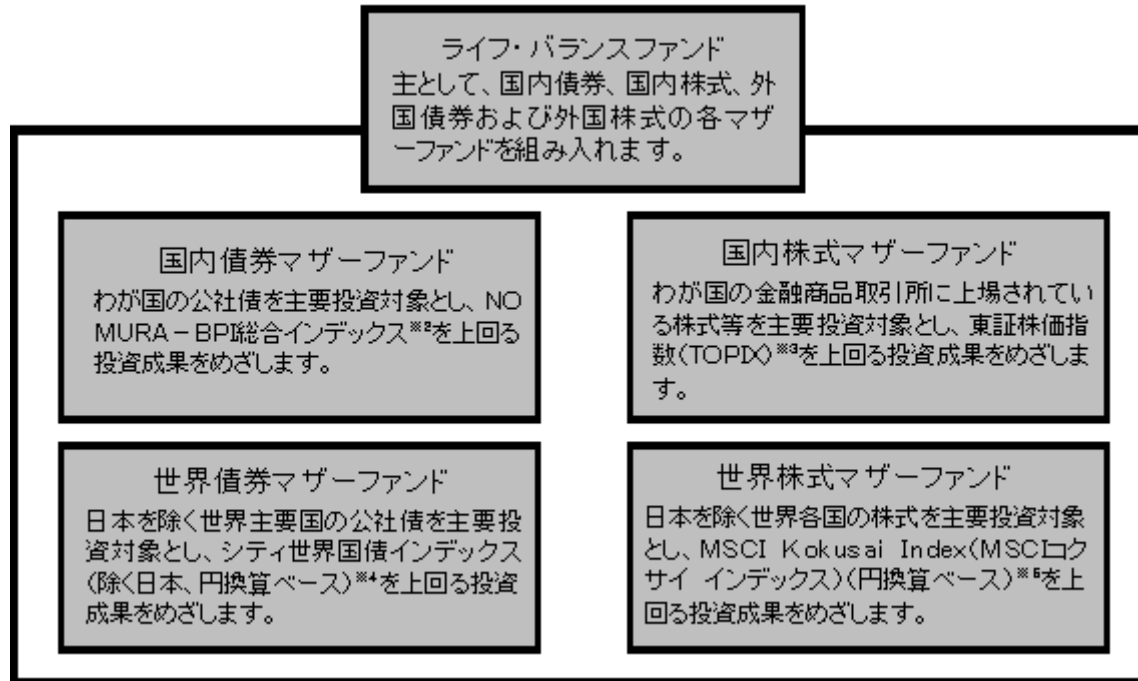 ライフ・バランスファンド
主として、国内債券、国内株式、外
国債券および外国株式の各マザ
ーファンドを組み入れます。
国内債券マザーファンド
わが国の公社債を主要投資対象とし、NO
MURA－BPI総合インデックス※2を上回る
投資成果をめざします。
国内株式マザーファンド
わが国の金融商品取引所に上場されてい
る株式等を主要投資対象とし、東証株価指
数(TOPIX)※3を上回る投資成果をめざしま
す。
世界債券マザーファンド
日本を除く世界主要国の公社債を主要投
資対象とし、シティ世界国債インデックス
(除く日本、円換算ベース)※4を上回る投資
成果をめざします。
世界株式マザーファンド
日本を除く世界各国の株式を主要投資対象
とし、MSCI Kokusai Index(MSCIコク
サイ インデックス)(円換算ベース)※5を上
回る投資成果をめざします。